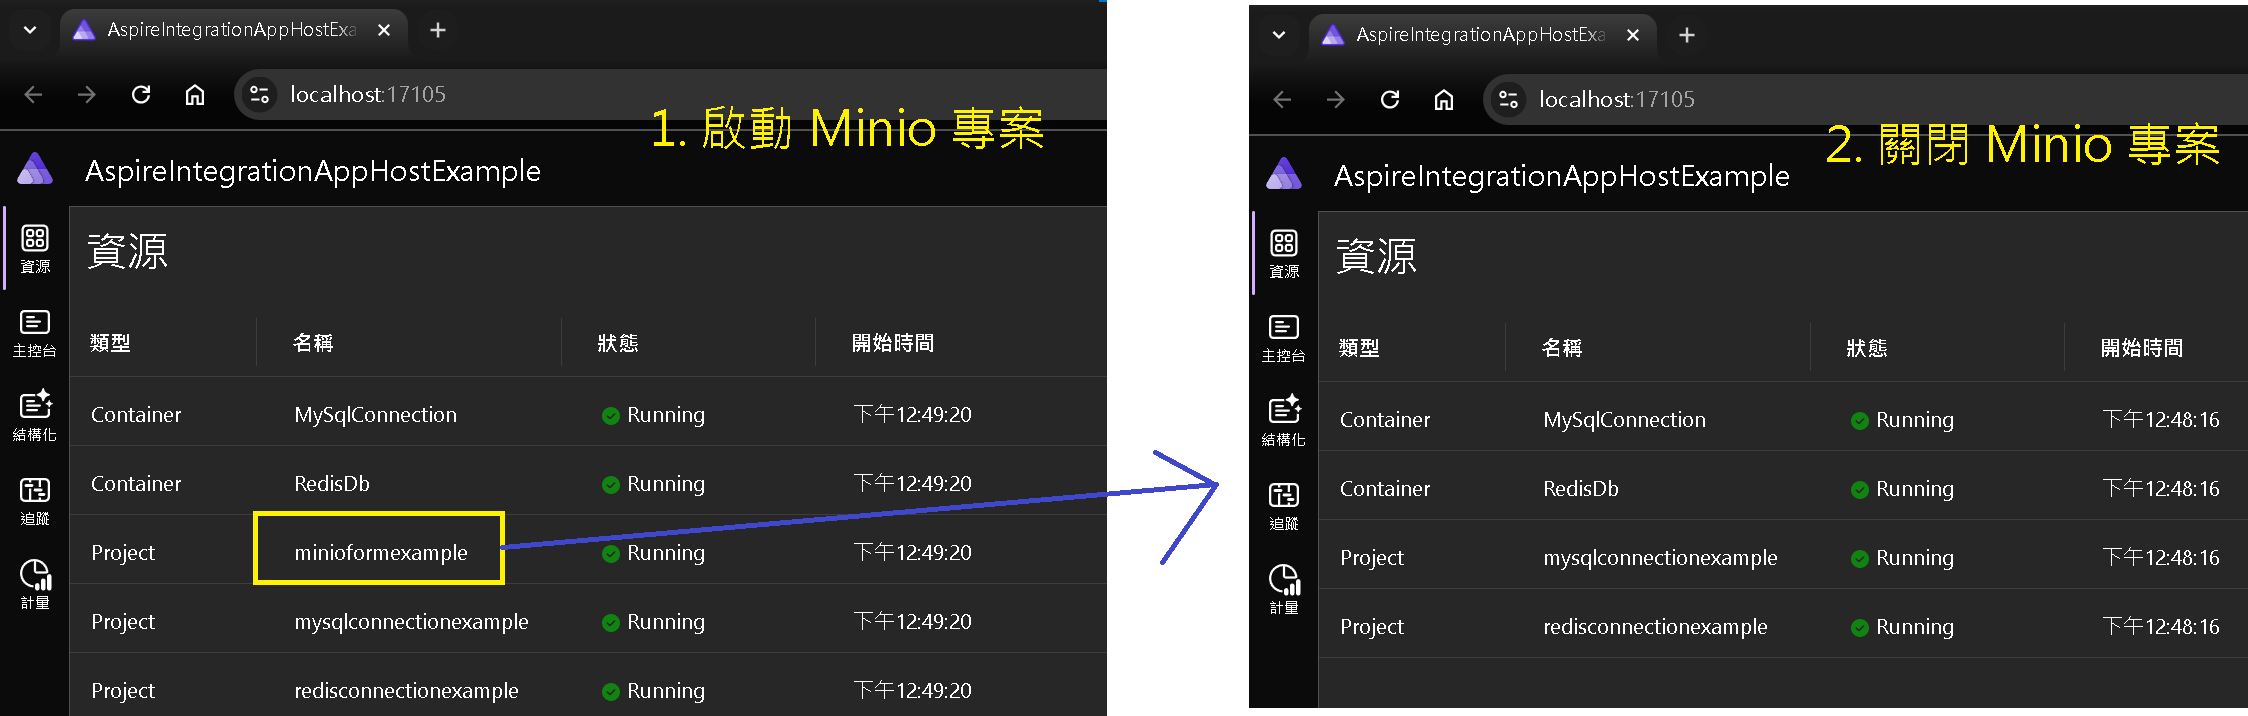 AspireIntegrationAppHostExa
localhost:17105
1. 啟動 Minio 專案
AspireIntegrationAppHostExample
資源
主控台
結構化
追蹤
計量
資源
類型 名稱 狀態 開始時間
Container MySqlConnection Running 下午12:49:20
Container RedisDb Running 下午12:49:20
Project minioformexample Running 下午12:49:20
Project mysqlconnectionexample Running 下午12:49:20
Project redisconnectionexample Running 下午12:49:20
AspireIntegrationAppHostExa
localhost:17105
2. 關閉 Minio 專案
AspireIntegrationAppHostExample
資源
主控台
結構化
追蹤
計量
資源
類型 名稱 狀態 開始時間
Container MySqlConnection Running 下午12:48:16
Container RedisDb Running 下午12:48:16
Project mysqlconnectionexample Running 下午12:48:16
Project redisconnectionexample Running 下午12:48:16